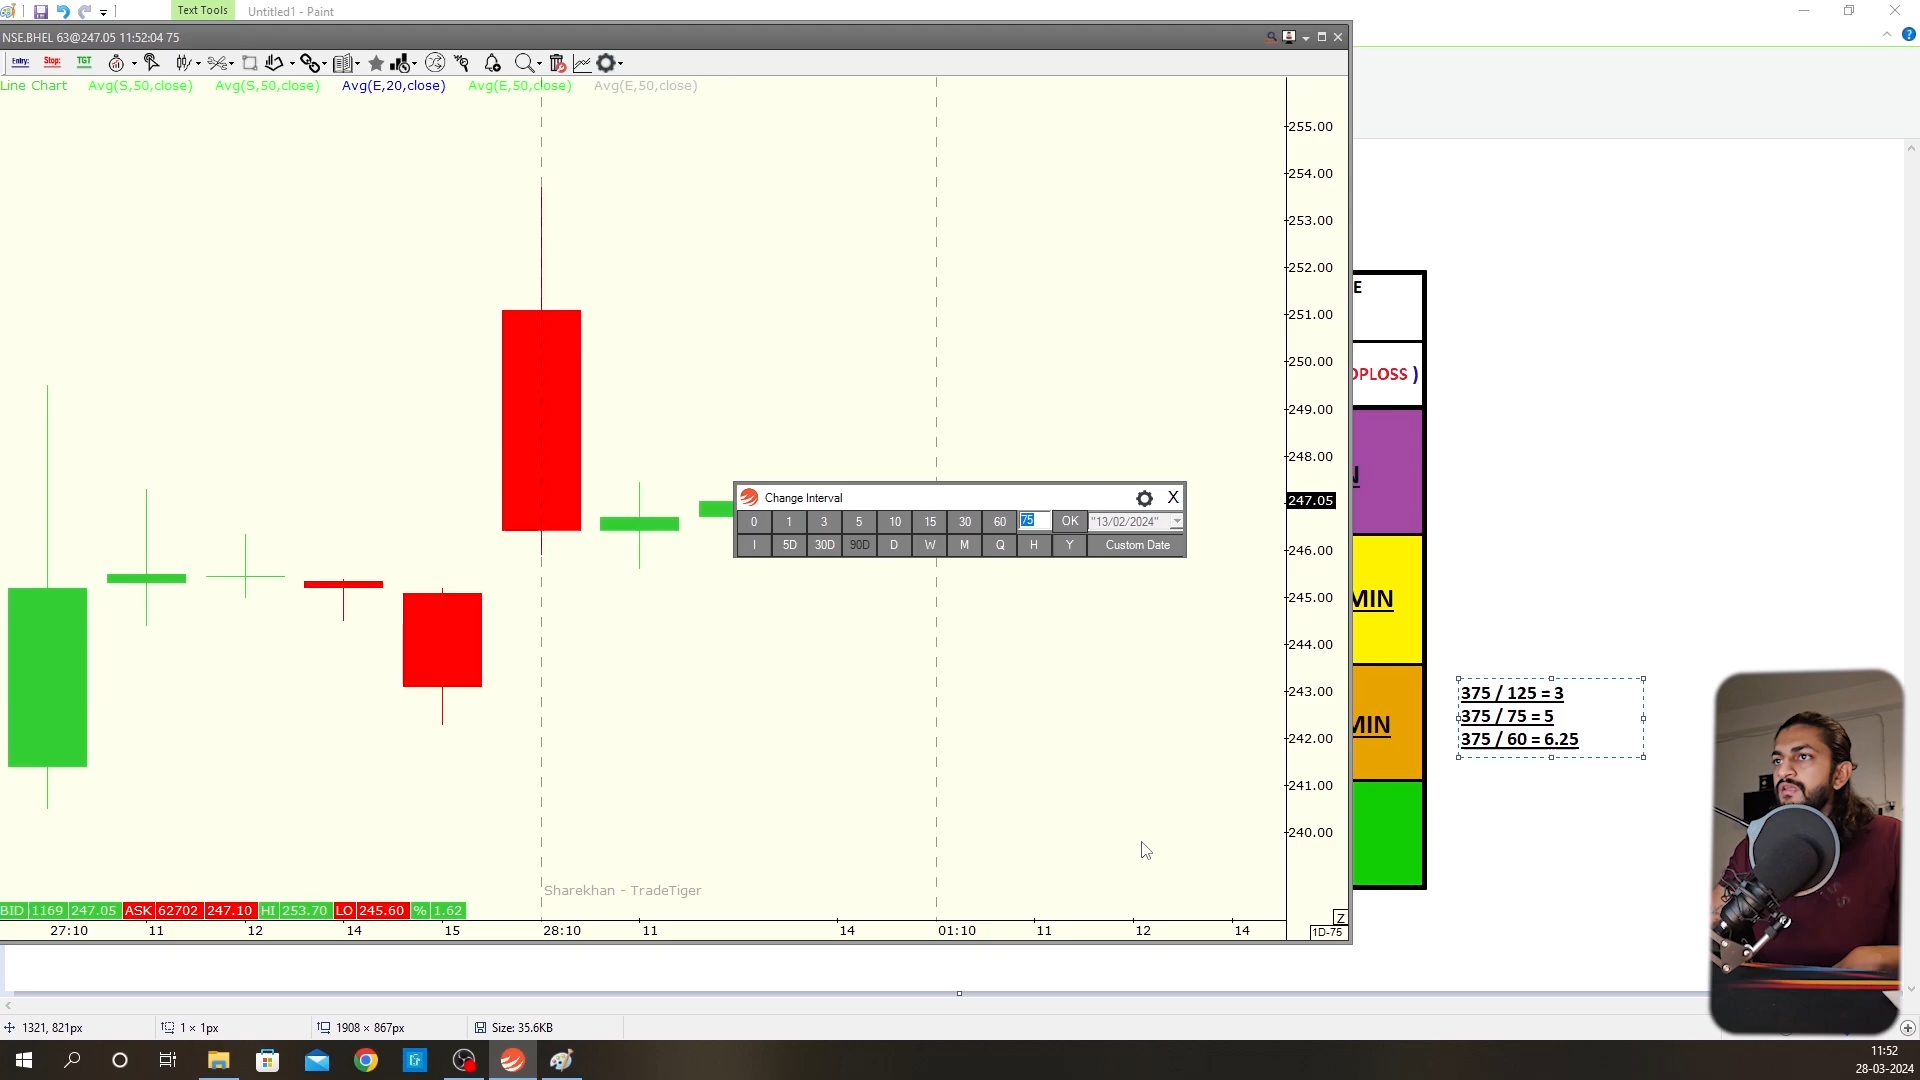 Text Tools
Untitled1 - Paint
NSE.BHEL 63@247.05 11:52:04 75
Entry: Stop: TGT
Line Chart Avg(S,50,close) Avg(S,50,close) Avg(E,20,close) Avg(E,50,close) Avg(E,50,close)
255.00
254.00
253.00
252.00
251.00
250.00
249.00
248.00
247.05
246.00
245.00
244.00
243.00
242.00
241.00
240.00
E
OPLOSS )
N
MIN
MIN
Change Interval X
0 1 3 5 10 15 30 60 75 OK "13/02/2024"
I 5D 30D 90D D W M Q H Y Custom Date
375 / 125 = 3
375 / 75 = 5
375 / 60 = 6.25
Sharekhan - TradeTiger
BID 1169 247.05 ASK 62702 247.10 HI 253.70 LO 245.60 % 1.62
Z
27:10 11 12 14 15 28:10 11 14 01:10 11 12 14
1D-75
1321, 821px
1 × 1px
1908 × 867px
Size: 35.6KB
11:52
28-03-2024